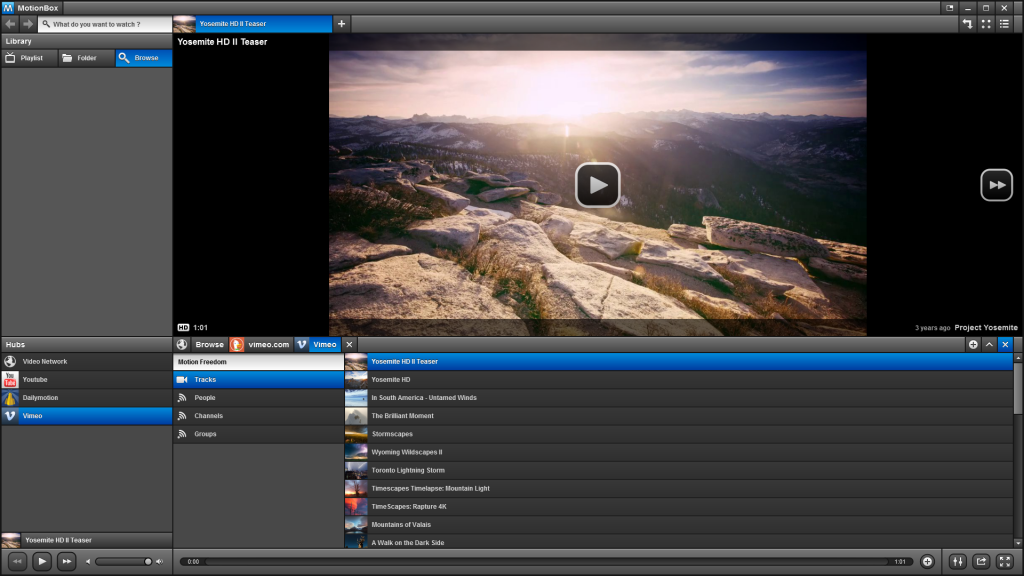 MotionBox
What do you want to watch ?
Yosemite HD II Teaser
Library
Playlist
Folder
Browse
Yosemite HD II Teaser
HD 1:01
3 years ago Project Yosemite
Hubs
Video Network
You Tube
Youtube
Dailymotion
Vimeo
Browse
vimeo.com
Vimeo
Motion Freedom
Tracks
People
Channels
Groups
Yosemite HD II Teaser
Yosemite HD
In South America - Untamed Winds
The Brilliant Moment
Stormscapes
Wyoming Wildscapes II
Toronto Lightning Storm
Timescapes Timelapse: Mountain Light
TimeScapes: Rapture 4K
Mountains of Valais
A Walk on the Dark Side
Yosemite HD II Teaser
0:00
1:01